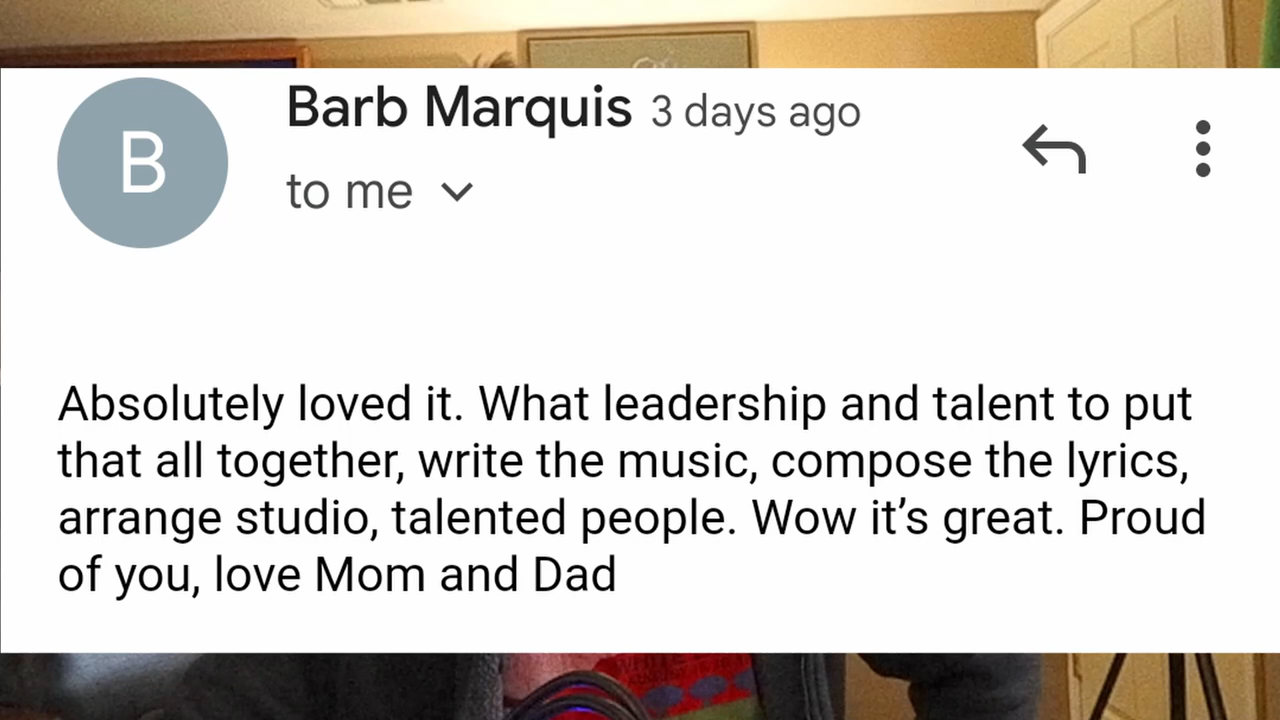 B
Barb Marquis 3 days ago
to me
Absolutely loved it. What leadership and talent to put
that all together, write the music, compose the lyrics,
arrange studio, talented people. Wow it’s great. Proud
of you, love Mom and Dad